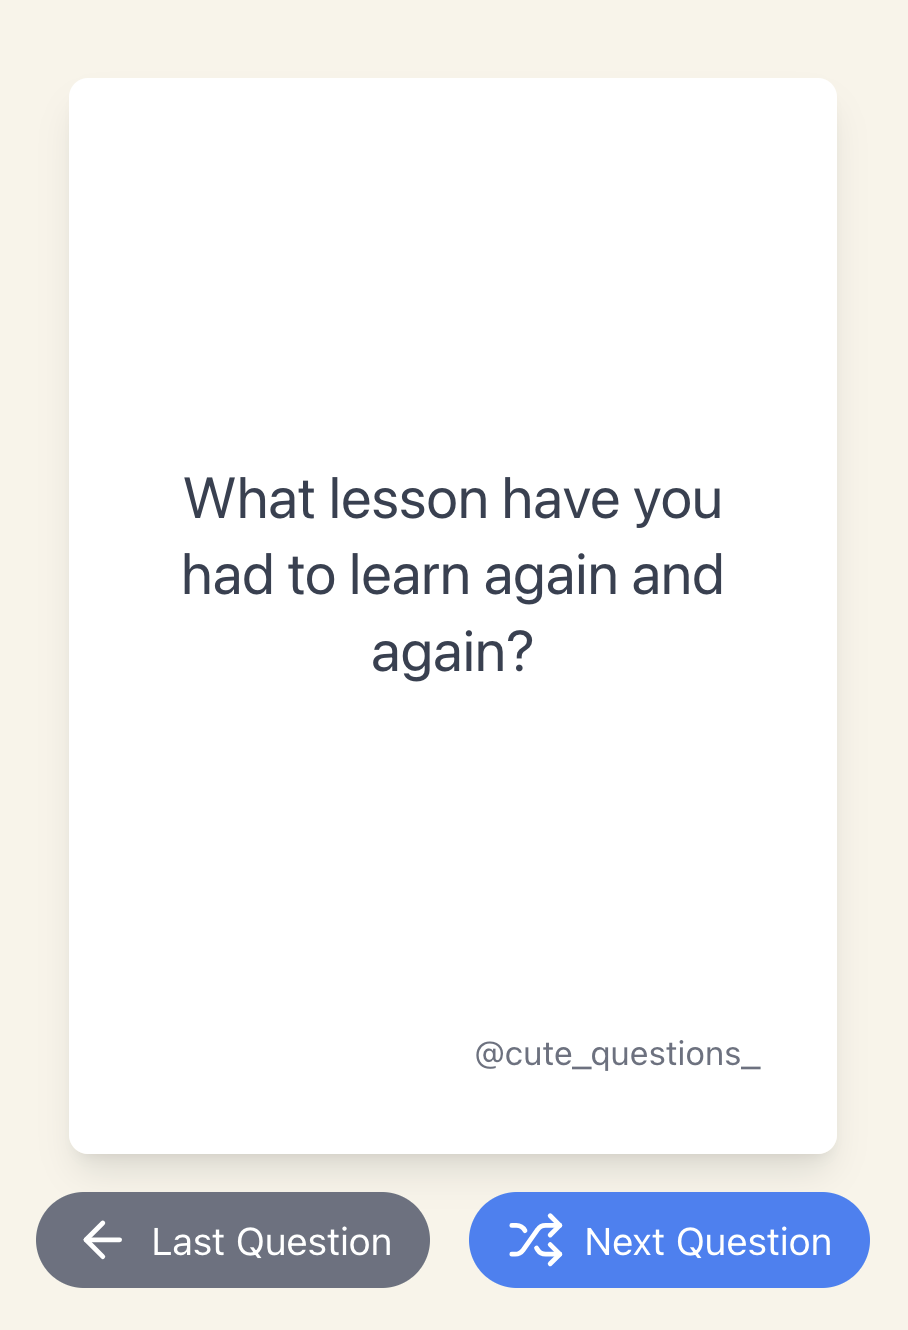 What lesson have you
had to learn again and
again?
@cute_questions_
Last Question
Next Question